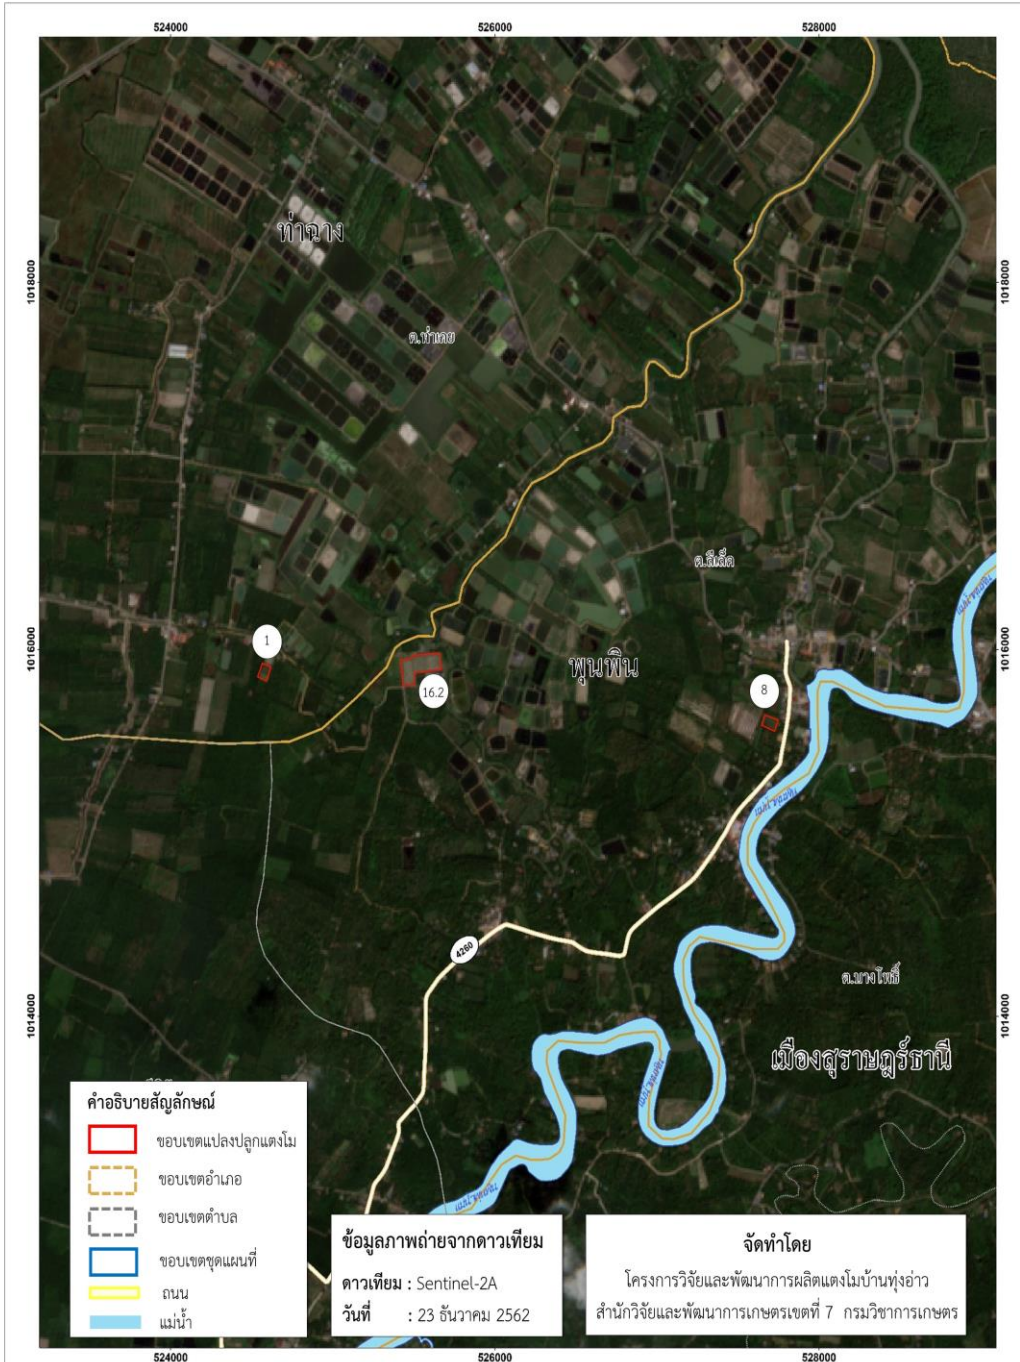 524000
526000
528000
ท่าฉาง
1018000
1018000
ต.ท่าเคย
ต.ลีเล็ด
1016000
1016000
1
16.2
พุนพิน
8
4260
ต.บางโพธิ์
1014000
1014000
เมืองสุราษฎร์ธานี
คำอธิบายสัญลักษณ์
ขอบเขตแปลงปลูกแตงโม
ขอบเขตอำเภอ
ขอบเขตตำบล
ขอบเขตชุดแผนที่
ถนน
แม่น้ำ
ข้อมูลภาพถ่ายจากดาวเทียม
ดาวเทียม : Sentinel-2A
วันที่ : 23 ธันวาคม 2562
จัดทำโดย
โครงการวิจัยและพัฒนาการผลิตแตงโมบ้านทุ่งอ่าว
สำนักวิจัยและพัฒนาการเกษตรเขตที่ 7 กรมวิชาการเกษตร
524000
526000
528000